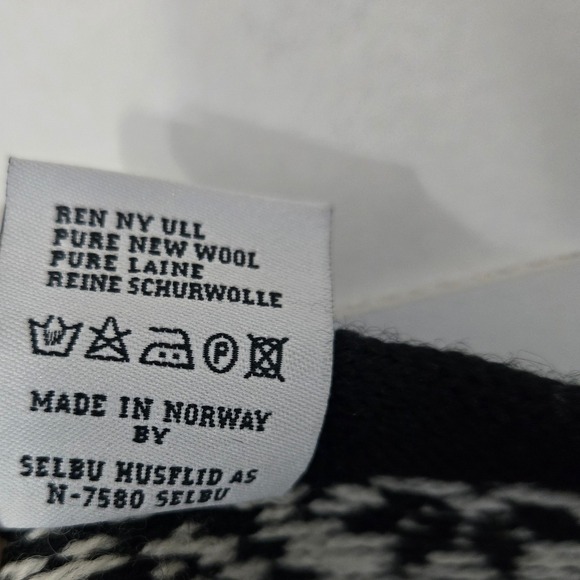 REN NY ULL
PURE NEW WOOL
PURE LAINE
REINE SCHURWOLLE
P
MADE IN NORWAY
BY
SELBU HUSFLID AS
N-7580 SELBU